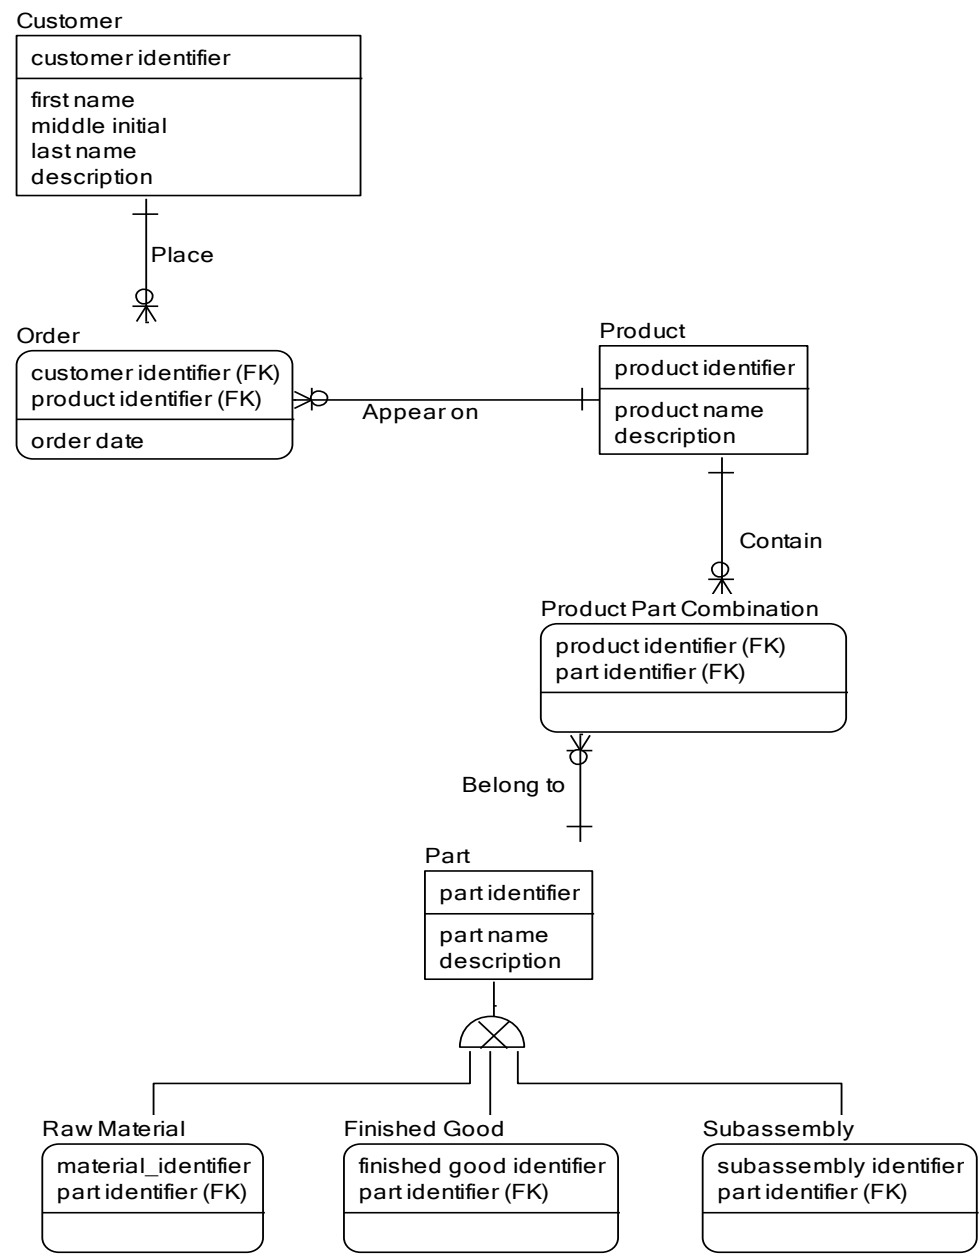 Customer
customer identifier
first name
middle initial
last name
description
Place
Order
customer identifier (FK)
product identifier (FK)
order date
Appear on
Product
product identifier
product name
description
Contain
Product Part Combination
product identifier (FK)
part identifier (FK)
Belong to
Part
part identifier
part name
description
Raw Material
material_identifier
part identifier (FK)
Finished Good
finished good identifier
part identifier (FK)
Subassembly
subassembly identifier
part identifier (FK)